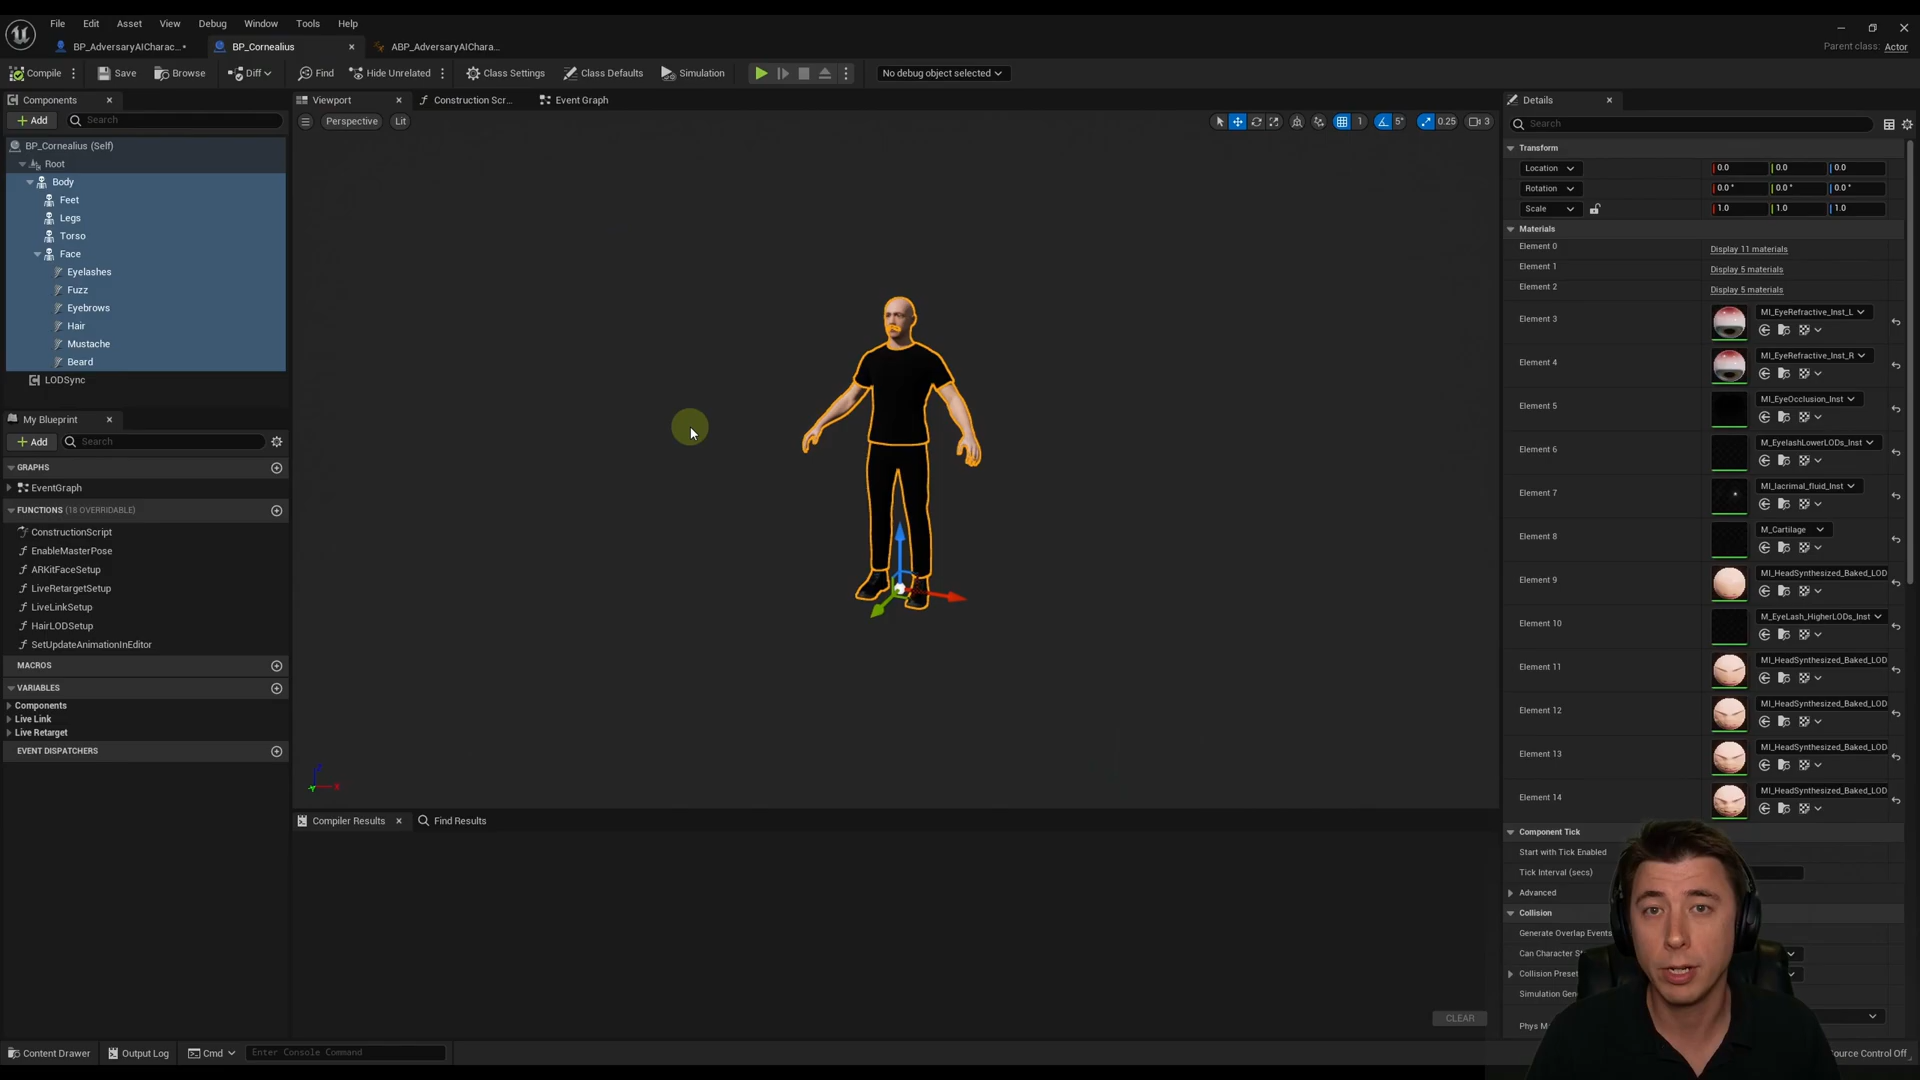 File Edit Asset View Debug Window Tools Help
BP_AdversaryAICharac...• BP_Cornealius ABP_AdversaryAIChara...
Parent class: Actor
Compile Save Browse Diff Find Hide Unrelated Class Settings Class Defaults Simulation No debug object selected
Components
Add Search
BP_Cornealius (Self)
Root
Body
Feet
Legs
Torso
Face
Eyelashes
Fuzz
Eyebrows
Hair
Mustache
Beard
LODSync
My Blueprint
Add Search
GRAPHS
EventGraph
FUNCTIONS (18 OVERRIDABLE)
ConstructionScript
EnableMasterPose
ARKitFaceSetup
LiveRetargetSetup
LiveLinkSetup
HairLODSetup
SetUpdateAnimationInEditor
MACROS
VARIABLES
Components
Live Link
Live Retarget
EVENT DISPATCHERS
Viewport Construction Scr... Event Graph
Perspective Lit
1 5° 0.25 3
X
Compiler Results Find Results
CLEAR
Details
Search
Transform
Location 0.0 0.0 0.0
Rotation 0.0 ° 0.0 ° 0.0 °
Scale 1.0 1.0 1.0
Materials
Element 0 Display 11 materials
Element 1 Display 5 materials
Element 2 Display 5 materials
Element 3 MI_EyeRefractive_Inst_L
Element 4 MI_EyeRefractive_Inst_R
Element 5 MI_EyeOcclusion_Inst
Element 6 M_EyelashLowerLODs_Inst
Element 7 MI_lacrimal_fluid_Inst
Element 8 M_Cartilage
Element 9 MI_HeadSynthesized_Baked_LOD
Element 10 M_EyeLash_HigherLODs_Inst
Element 11 MI_HeadSynthesized_Baked_LOD
Element 12 MI_HeadSynthesized_Baked_LOD
Element 13 MI_HeadSynthesized_Baked_LOD
Element 14 MI_HeadSynthesized_Baked_LOD
Component Tick
Start with Tick Enabled
Tick Interval (secs)
Advanced
Collision
Generate Overlap Events
Can Character S
Collision Preset
Simulation Gen
Phys M
Content Drawer Output Log Cmd Enter Console Command
ource Control Off